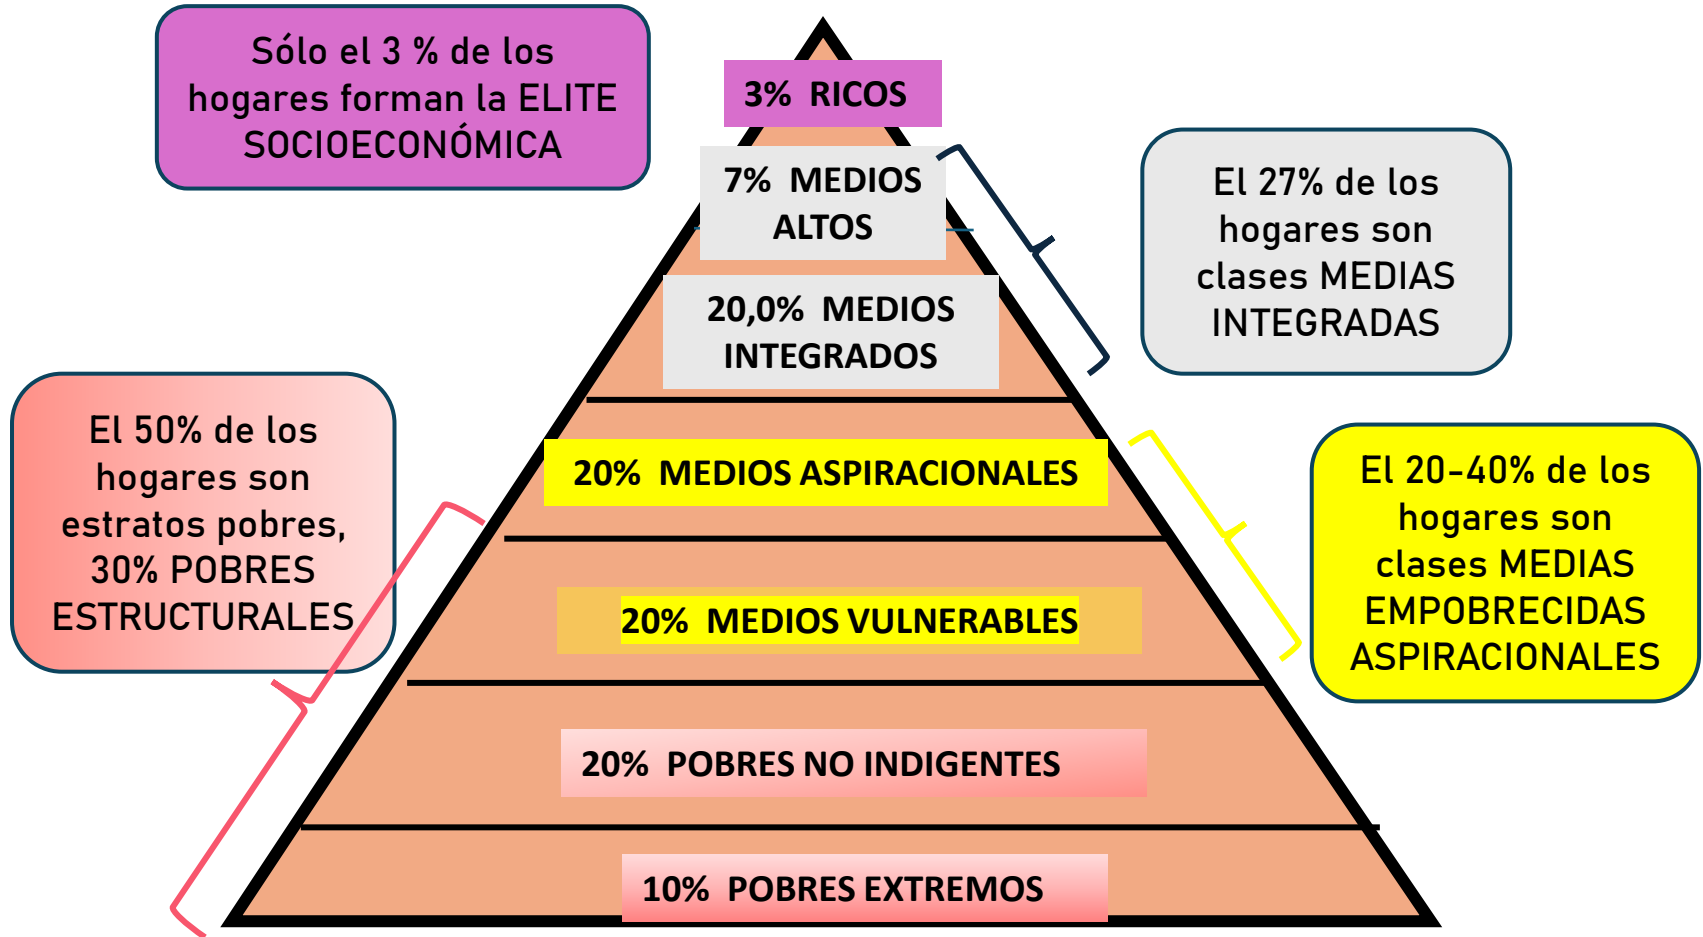 Sólo el 3 % de los
hogares forman la ELITE
SOCIOECONÓMICA
3% RICOS
7% MEDIOS
ALTOS
20,0% MEDIOS
INTEGRADOS
El 27% de los
hogares son
clases MEDIAS
INTEGRADAS
El 50% de los
hogares son
estratos pobres,
30% POBRES
ESTRUCTURALES
20% MEDIOS ASPIRACIONALES
20% MEDIOS VULNERABLES
El 20-40% de los
hogares son
clases MEDIAS
EMPOBRECIDAS
ASPIRACIONALES
20% POBRES NO INDIGENTES
10% POBRES EXTREMOS